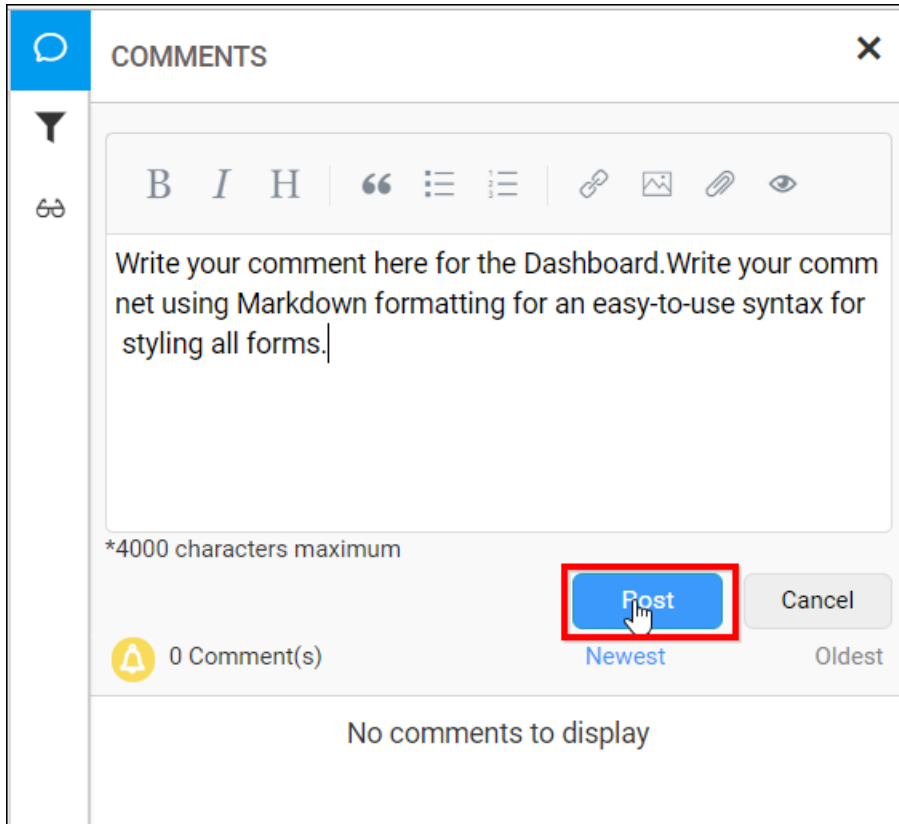 COMMENTS
B I H
Write your comment here for the Dashboard.Write your comm
net using Markdown formatting for an easy-to-use syntax for
styling all forms.
*4000 characters maximum
Post Cancel
0 Comment(s) Newest Oldest
No comments to display